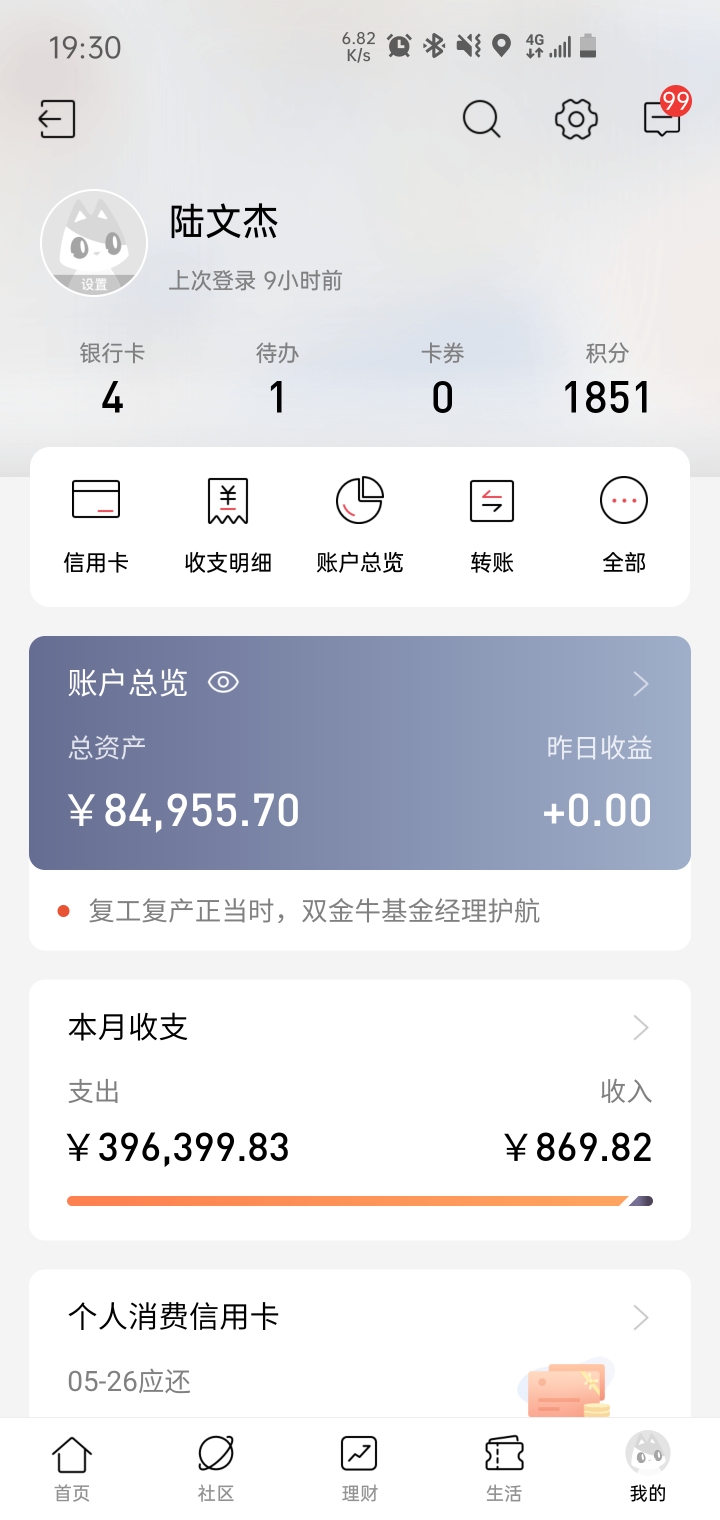 19:30
6.82
K/s
4G
99
陆文杰
设置
上次登录 9小时前
银行卡 待办 卡券 积分
4 1 0 1851
信用卡 收支明细 账户总览 转账 全部
账户总览
总资产 昨日收益
￥84,955.70 +0.00
复工复产正当时，双金牛基金经理护航
本月收支
支出 收入
￥396,399.83 ￥869.82
个人消费信用卡
05-26应还
首页 社区 理财 生活 我的